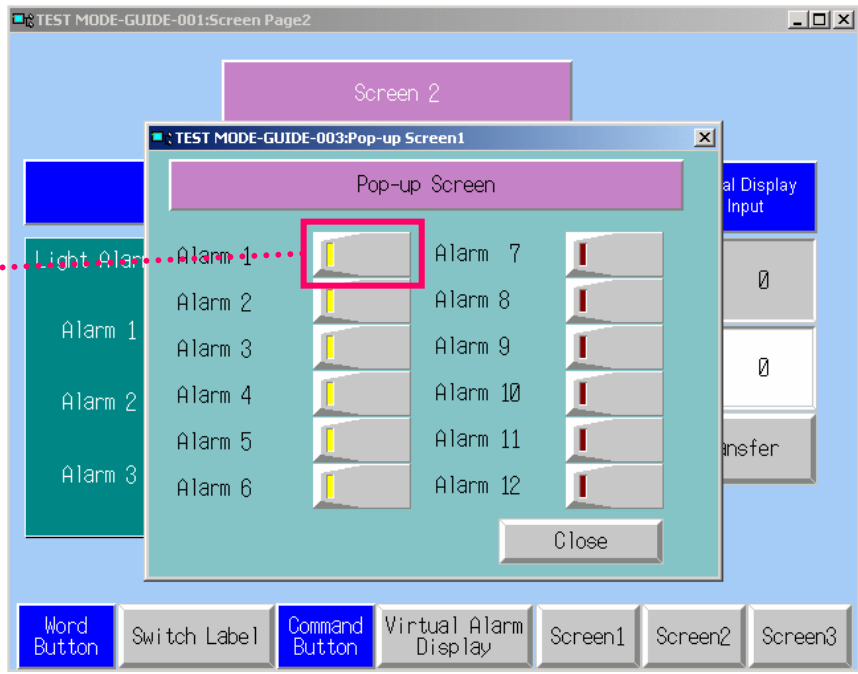 TEST MODE-GUIDE-001:Screen Page2
Screen 2
TEST MODE-GUIDE-003:Pop-up Screen1
Pop-up Screen
Alarm 1
Alarm 2
Alarm 3
Alarm 4
Alarm 5
Alarm 6
Alarm 7
Alarm 8
Alarm 9
Alarm 10
Alarm 11
Alarm 12
Close
Light Alarm
Alarm 1
Alarm 2
Alarm 3
al Display
Input
0
0
ansfer
Word
Button
Switch Label
Command
Button
Virtual Alarm
Display
Screen1
Screen2
Screen3